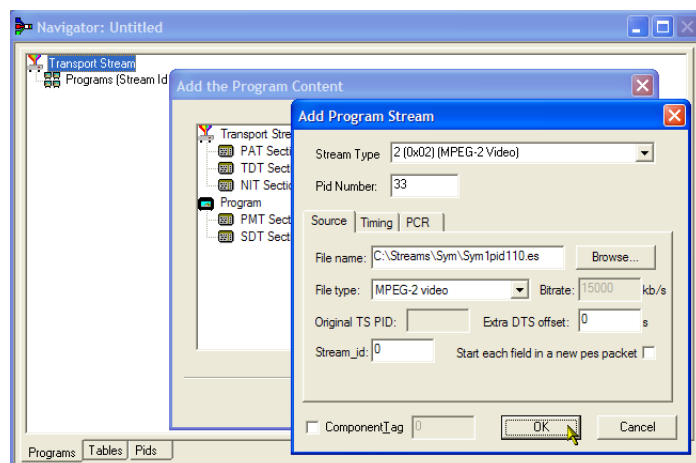 Navigator: Untitled
Transport Stream
Programs (Stream Id
Add the Program Content
Transport Stre
PAT Secti
TDT Sect
NIT Sectio
Program
PMT Sect
SDT Sect
Add Program Stream
Stream Type 2 (0x02) (MPEG-2 Video)
Pid Number: 33
Source Timing PCR
File name: C:\Streams\Sym\Sym1pid110.es Browse...
File type: MPEG-2 video Bitrate: 15000 kb/s
Original TS PID: Extra DTS offset: 0 s
Stream_id: 0 Start each field in a new pes packet
ComponentTag 0 OK Cancel
Programs Tables Pids